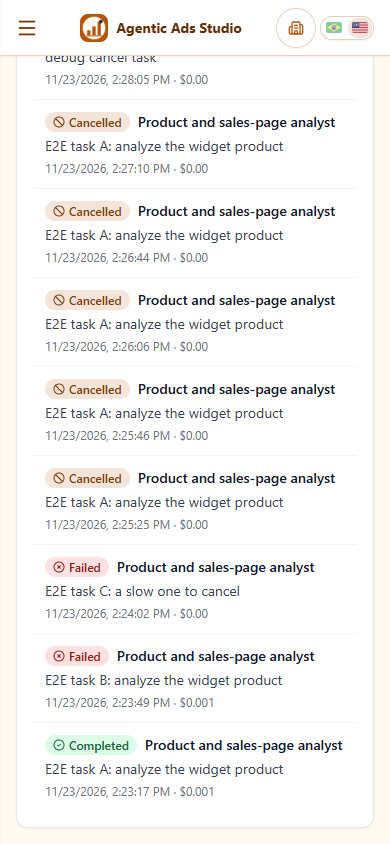 Agentic Ads Studio
debug cancel task
11/23/2026, 2:28:05 PM · $0.00
Cancelled Product and sales-page analyst
E2E task A: analyze the widget product
11/23/2026, 2:27:10 PM · $0.00
Cancelled Product and sales-page analyst
E2E task A: analyze the widget product
11/23/2026, 2:26:44 PM · $0.00
Cancelled Product and sales-page analyst
E2E task A: analyze the widget product
11/23/2026, 2:26:06 PM · $0.00
Cancelled Product and sales-page analyst
E2E task A: analyze the widget product
11/23/2026, 2:25:46 PM · $0.00
Cancelled Product and sales-page analyst
E2E task A: analyze the widget product
11/23/2026, 2:25:25 PM · $0.00
Failed Product and sales-page analyst
E2E task C: a slow one to cancel
11/23/2026, 2:24:02 PM · $0.00
Failed Product and sales-page analyst
E2E task B: analyze the widget product
11/23/2026, 2:23:49 PM · $0.001
Completed Product and sales-page analyst
E2E task A: analyze the widget product
11/23/2026, 2:23:17 PM · $0.001